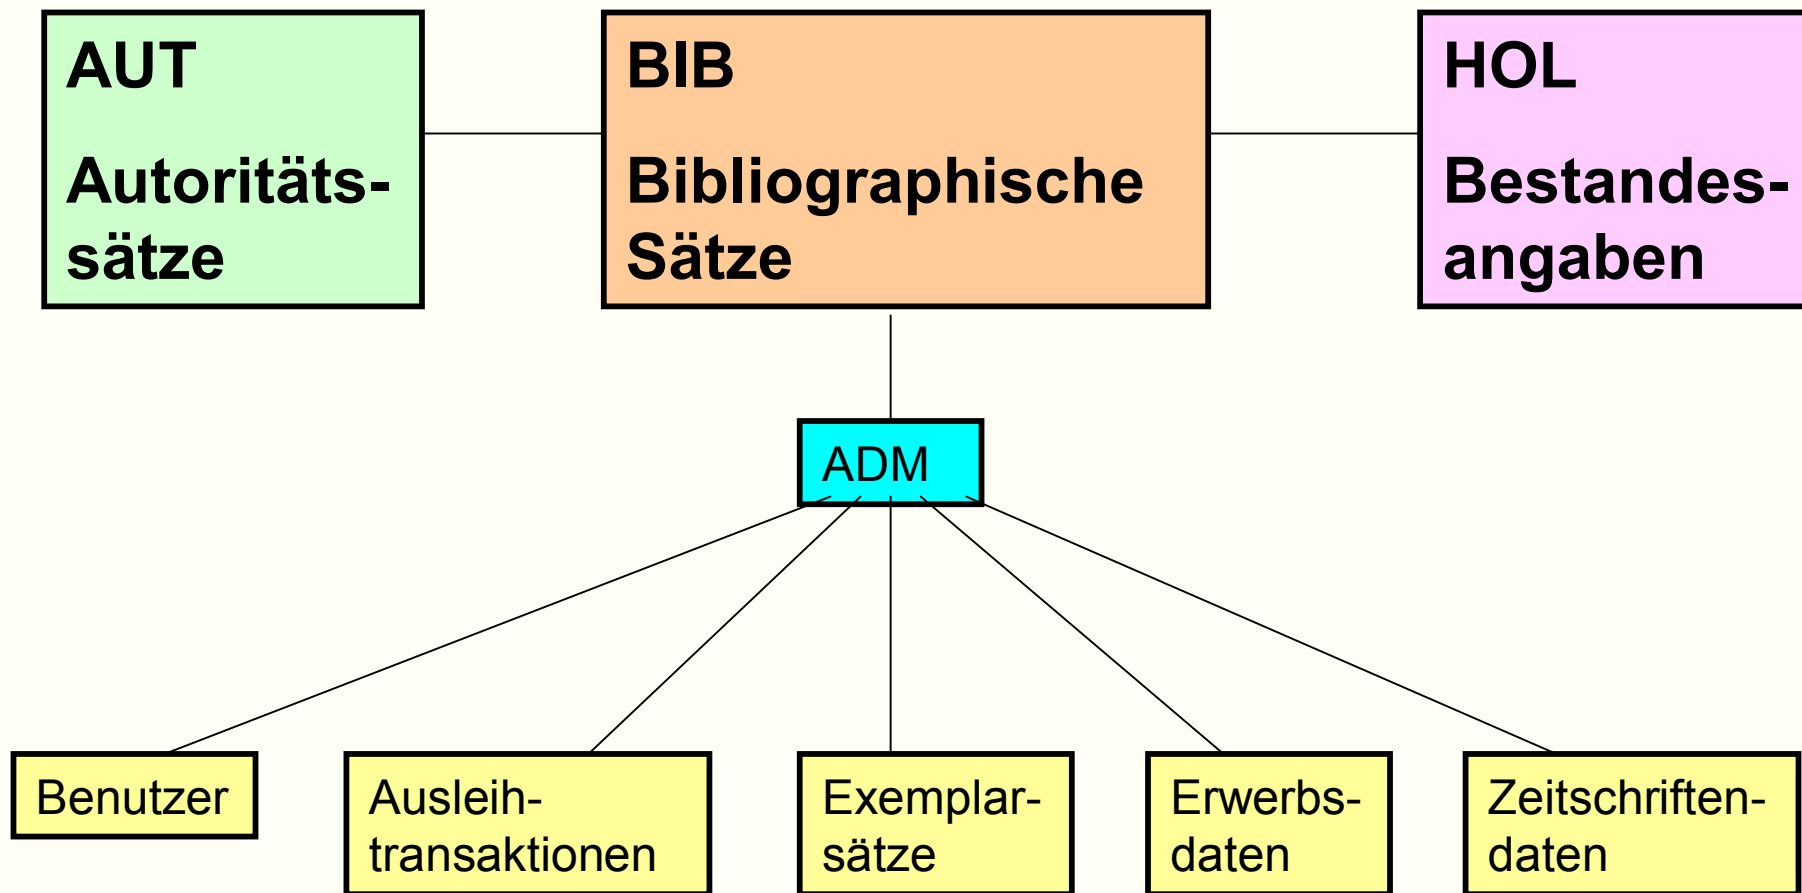 AUT
Autoritäts-
sätze
BIB
Bibliographische
Sätze
HOL
Bestandes-
angaben
ADM
Benutzer
Ausleih-
transaktionen
Exemplar-
sätze
Erwerbs-
daten
Zeitschriften-
daten